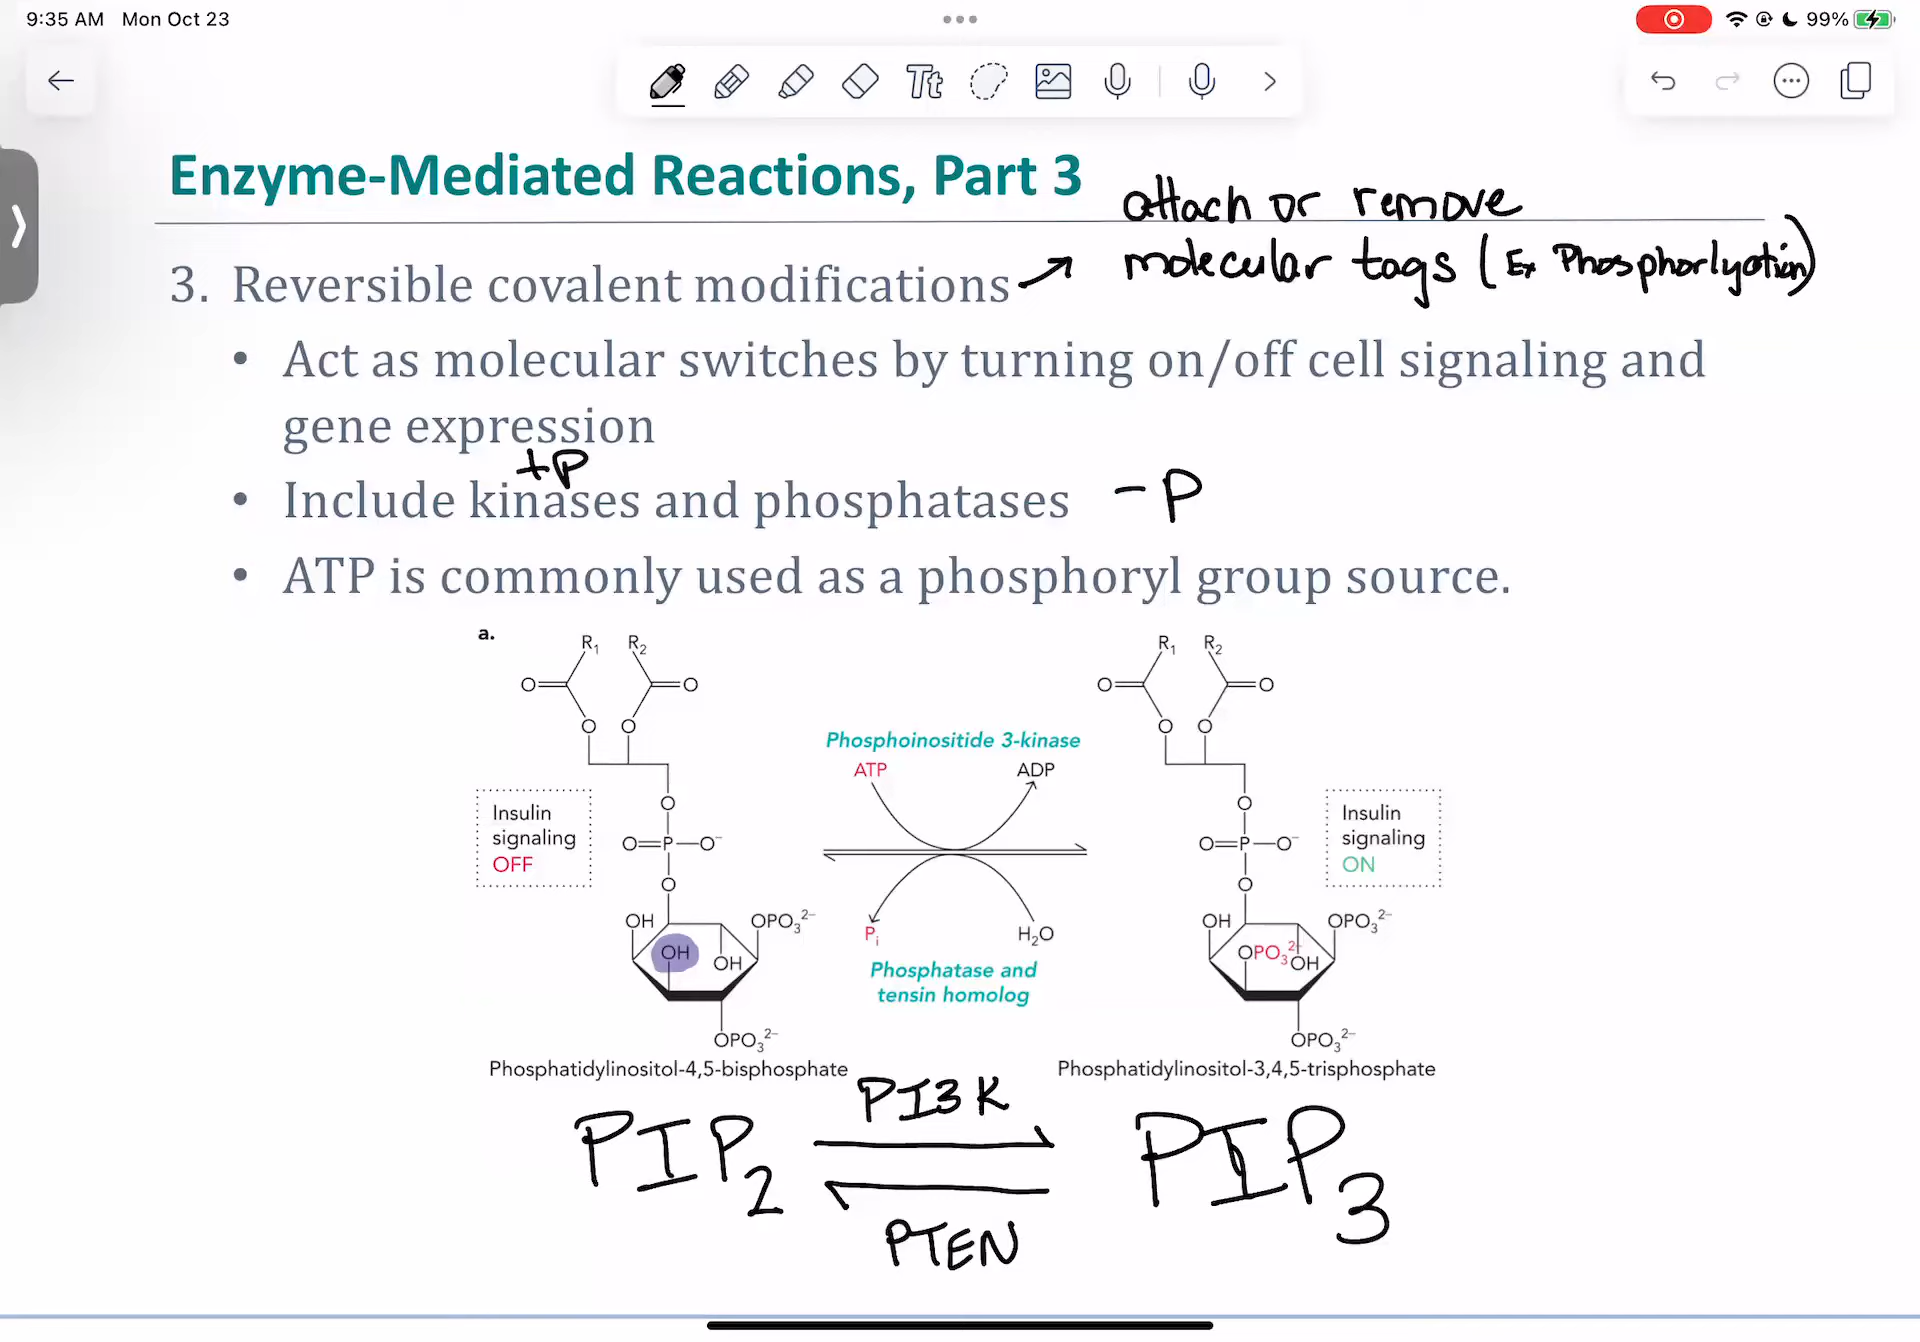 9:35 AM Mon Oct 23
99%
Tt
Enzyme-Mediated Reactions, Part 3
attach or remove
molecular tags (Ex Phosphorlyation)
3. Reversible covalent modifications
• Act as molecular switches by turning on/off cell signaling and
gene expression
+P
• Include kinases and phosphatases -P
• ATP is commonly used as a phosphoryl group source.
a.
R₁ R₂
O O
O O
Phosphoinositide 3-kinase
ATP ADP
Insulin
signaling
OFF
O
O=P—O⁻
O
OH OPO₃²⁻
OH OH
OPO₃²⁻
Pᵢ H₂O
Phosphatase and
tensin homolog
R₁ R₂
O O
O O
O
O=P—O⁻
O
Insulin
signaling
ON
OH OPO₃²⁻
OPO₃²⁻ OH
OPO₃²⁻
Phosphatidylinositol-4,5-bisphosphate
Phosphatidylinositol-3,4,5-trisphosphate
PI3K
PIP₂ PIP₃
PTEN